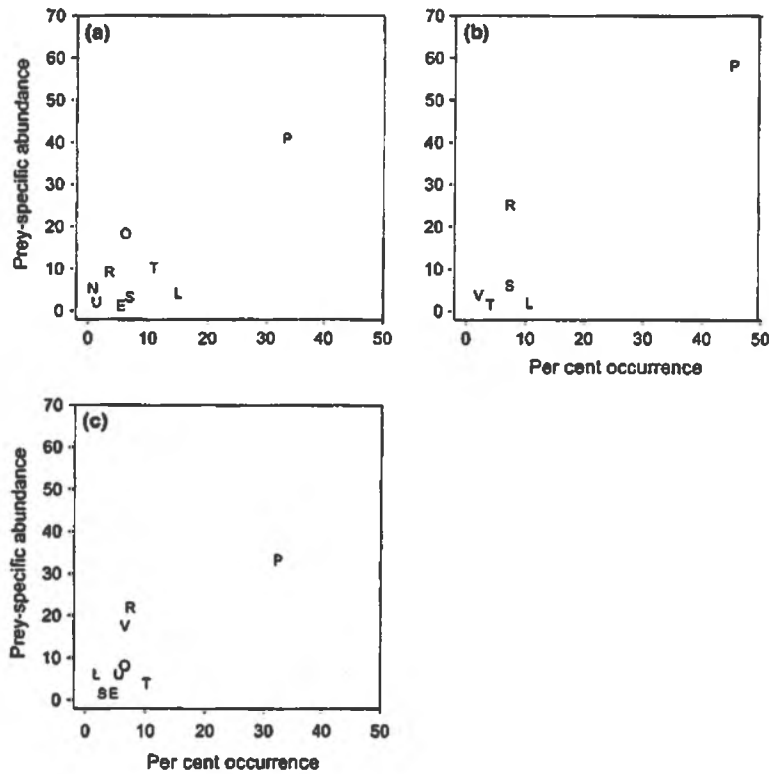 (a)
Prey-specific abundance
70
60
50
40
30
20
10
0
P
O
T
R
N
L
S
U
E
0 10 20 30 40 50
(b)
70
60
50
40
30
20
10
0
P
R
S
V
T
L
0 10 20 30 40 50
Per cent occurrence
(c)
Prey-specific abundance
70
60
50
40
30
20
10
0
P
R
V
O
L
U
T
S
E
0 10 20 30 40 50
Per cent occurrence